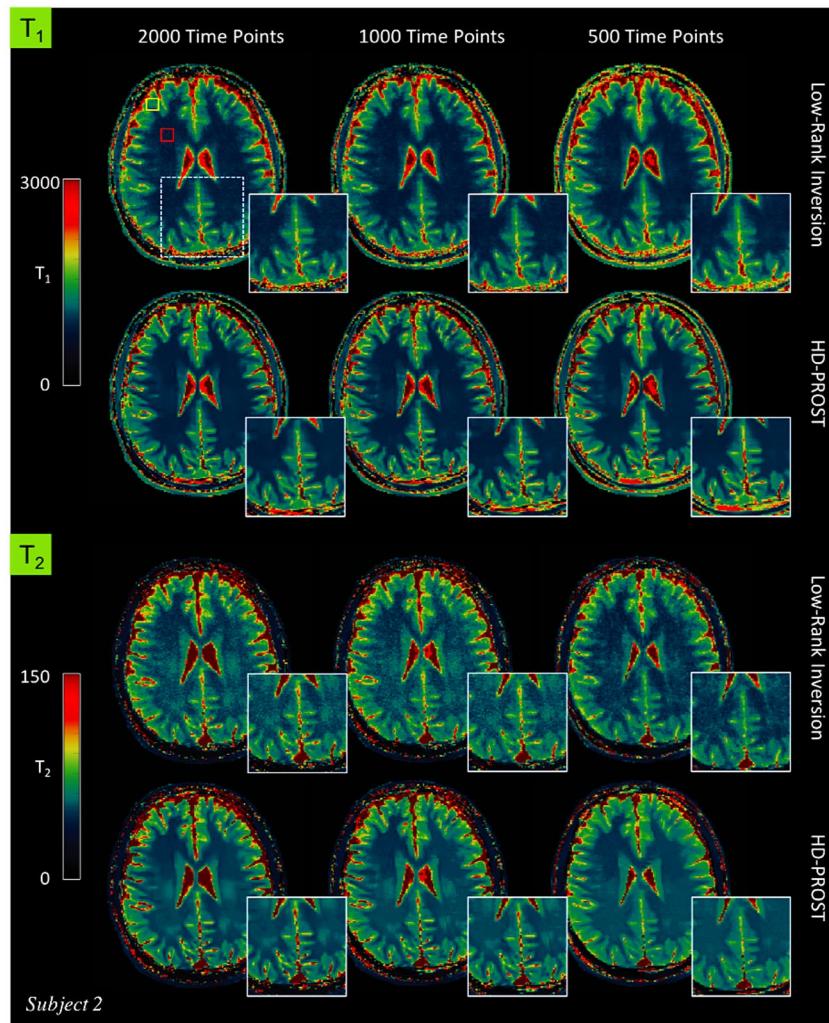 T1
2000 Time Points
1000 Time Points
500 Time Points
Low-Rank Inversion
3000
T1
0
HD-PROST
T2
Low-Rank Inversion
150
T2
0
HD-PROST
Subject 2